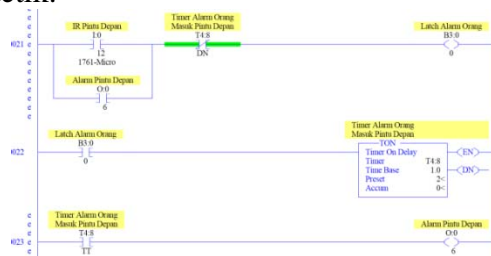 Timer Alarm Orang
IR Pintu Depan Masuk Pintu Depan Latch Alarm Orang
I:0 T4:8 B3:0
021 e
12 DN 0
1761-Micro
Alarm Pintu Depan
O:0
6
Timer Alarm Orang
Latch Alarm Orang Masuk Pintu Depan
B3:0 TON
022 Timer On Delay EN
0 Timer T4:8
Time Base 1.0 DN
Preset 2<
Accum 0<
Timer Alarm Orang
Masuk Pintu Depan Alarm Pintu Depan
T4:8 O:0
023 e
TT 6